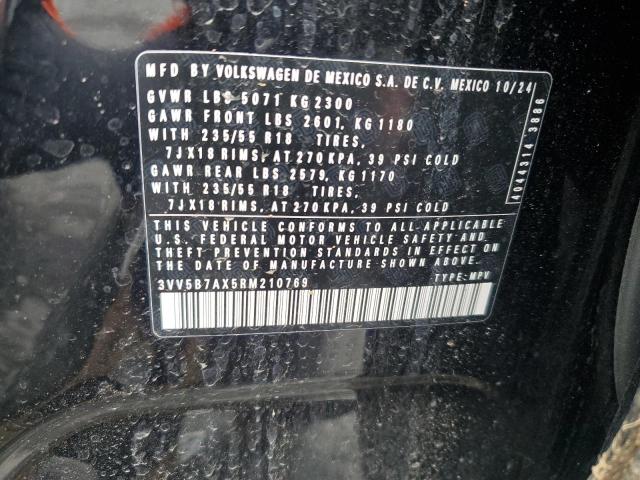 MFD BY VOLKSWAGEN DE MEXICO S.A. DE C.V. MEXICO 10/24
GVWR LBS 5071 KG 2300
GAWR FRONT LBS 2601, KG 1180
WITH 235/55 R18 TIRES,
7JX18 RIMS, AT 270 KPA, 39 PSI COLD
GAWR REAR LBS 2579, KG 1170
WITH 235/55 R18 TIRES,
7JX18 RIMS, AT 270 KPA, 39 PSI COLD
THIS VEHICLE CONFORMS TO ALL APPLICABLE
U.S. FEDERAL MOTOR VEHICLE SAFETY AND
THEFT PREVENTION STANDARDS IN EFFECT ON
THE DATE OF MANUFACTURE SHOWN ABOVE.
3VV5B7AX5RM210769 TYPE: MPV
4044314 3886